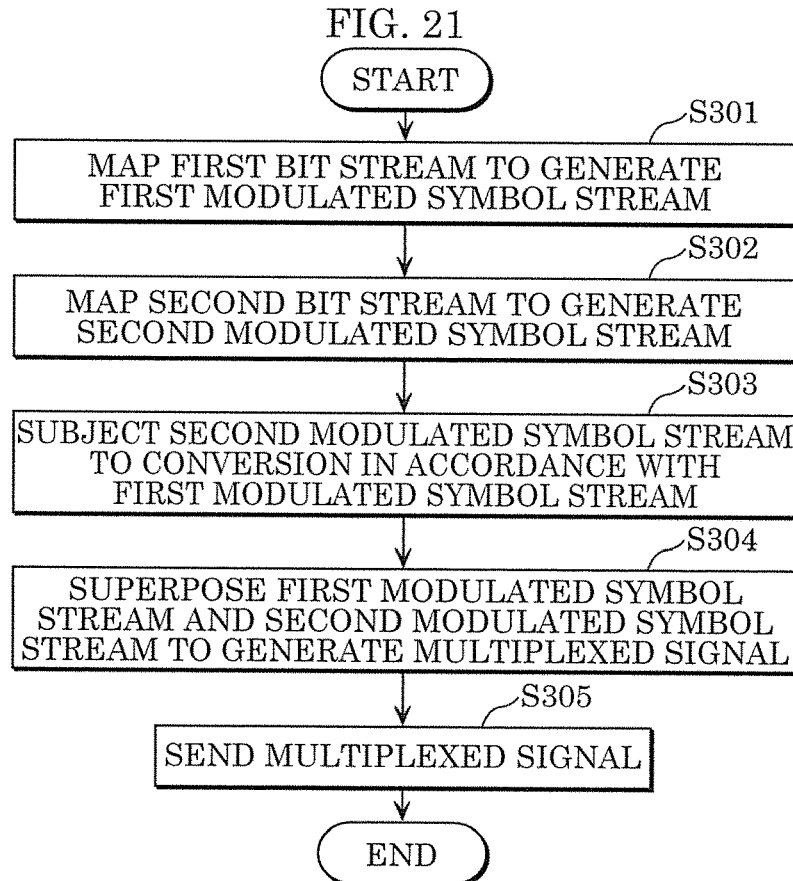 FIG. 21
START
S301
MAP FIRST BIT STREAM TO GENERATE
FIRST MODULATED SYMBOL STREAM
S302
MAP SECOND BIT STREAM TO GENERATE
SECOND MODULATED SYMBOL STREAM
S303
SUBJECT SECOND MODULATED SYMBOL STREAM
TO CONVERSION IN ACCORDANCE WITH
FIRST MODULATED SYMBOL STREAM
S304
SUPERPOSE FIRST MODULATED SYMBOL
STREAM AND SECOND MODULATED SYMBOL
STREAM TO GENERATE MULTIPLEXED SIGNAL
S305
SEND MULTIPLEXED SIGNAL
END